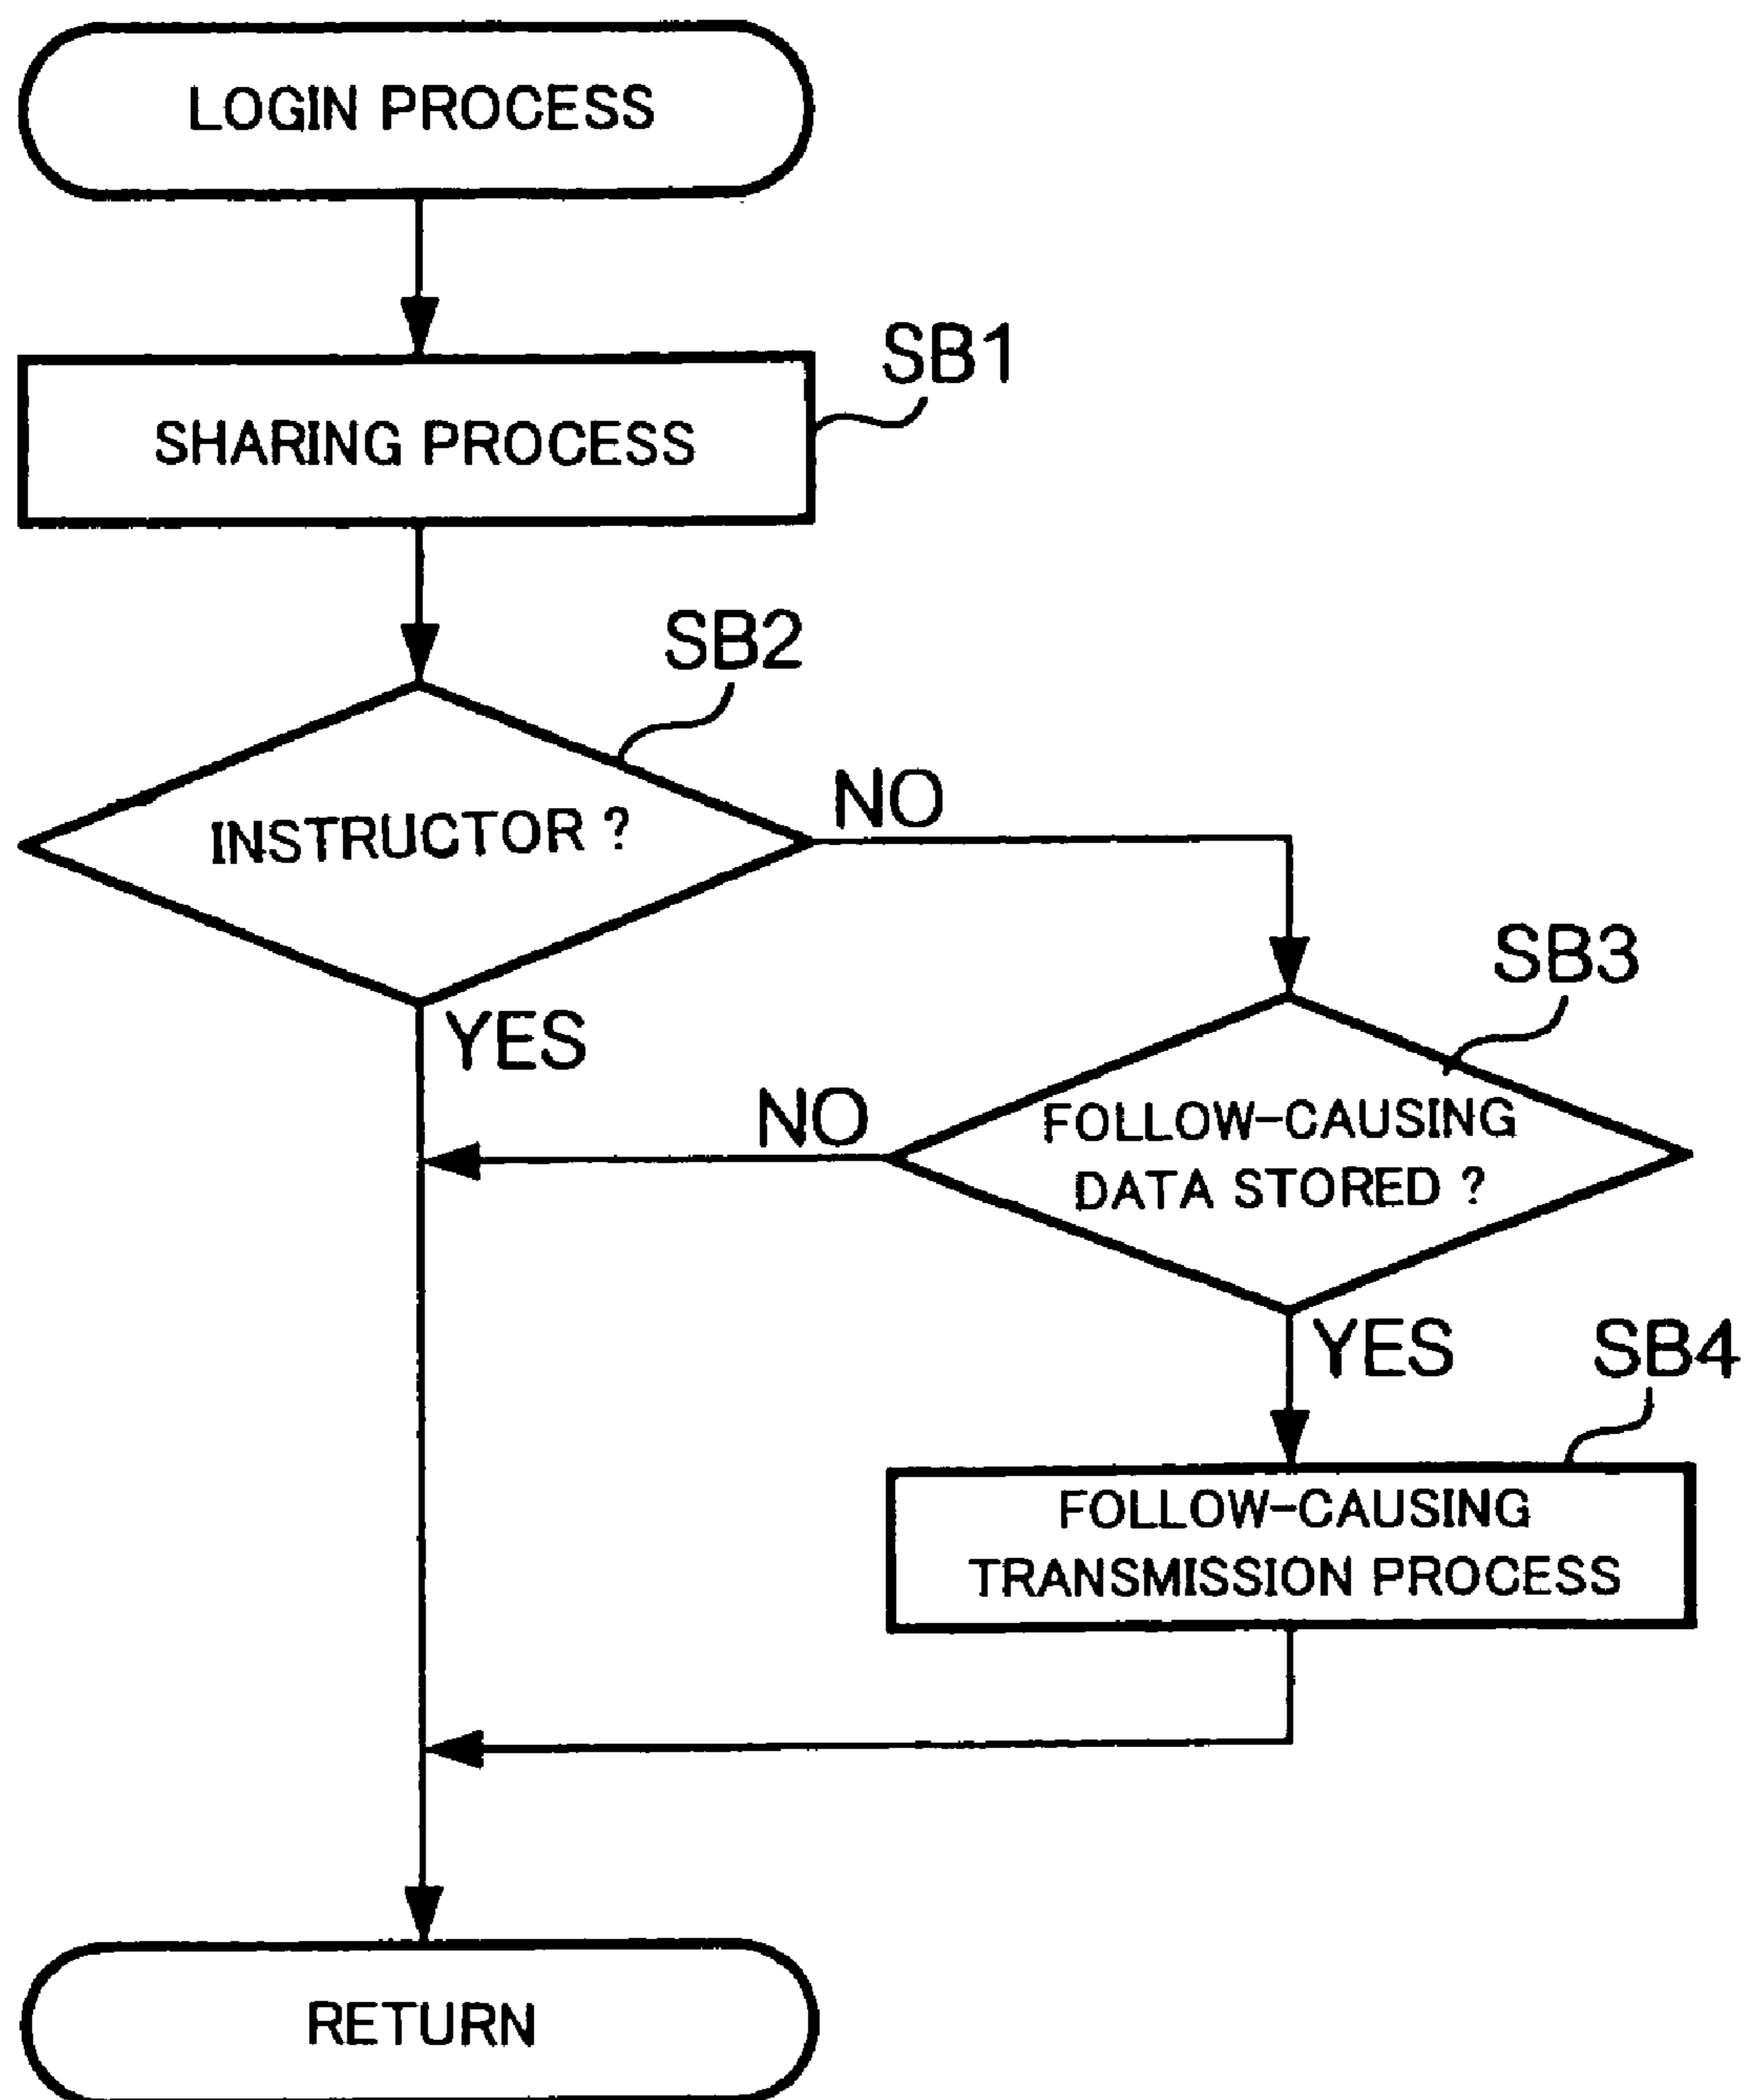 LOGIN PROCESS
SB1
SHARING PROCESS
SB2
INSTRUCTOR ?
NO
YES
SB3
FOLLOW-CAUSING
DATA STORED ?
NO
YES
SB4
FOLLOW-CAUSING
TRANSMISSION PROCESS
RETURN